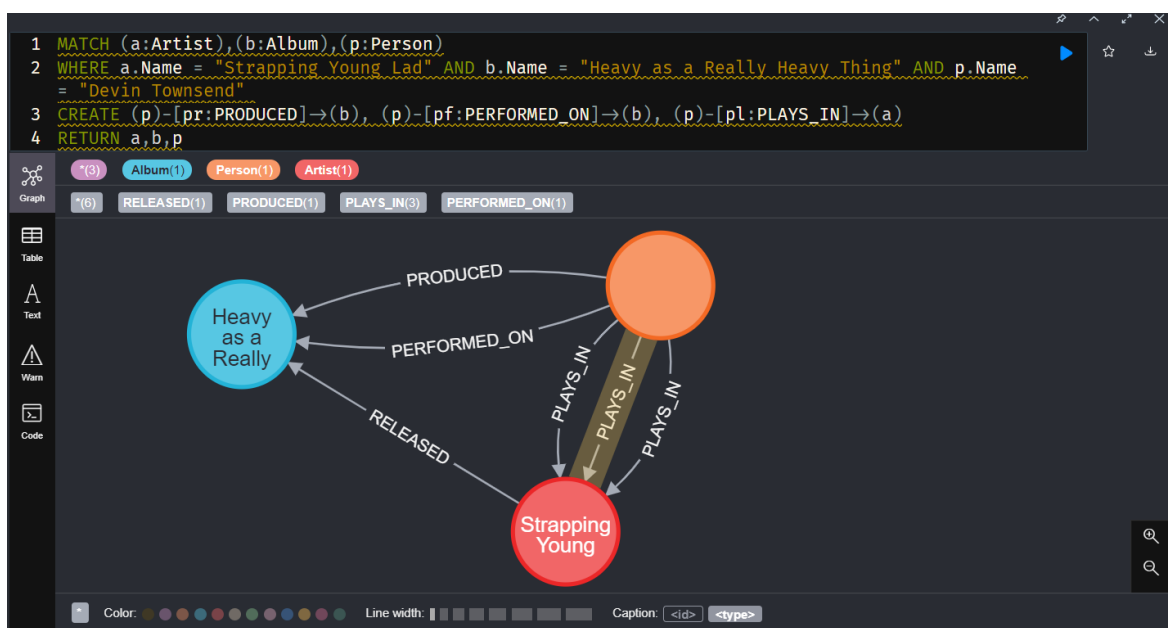 1 MATCH (a:Artist),(b:Album),(p:Person)
2 WHERE a.Name = "Strapping Young Lad" AND b.Name = "Heavy as a Really Heavy Thing" AND p.Name
= "Devin Townsend"
3 CREATE (p)-[pr:PRODUCED]→(b), (p)-[pf:PERFORMED_ON]→(b), (p)-[pl:PLAYS_IN]→(a)
4 RETURN a,b,p
Graph
*(3) Album(1) Person(1) Artist(1)
*(6) RELEASED(1) PRODUCED(1) PLAYS_IN(3) PERFORMED_ON(1)
Table
A
Text
Warn
Code
PRODUCED
Heavy
as a
Really
PERFORMED_ON
PLAYS_IN
PLAYS_IN
PLAYS_IN
RELEASED
Strapping
Young
* Color: Line width: Caption: <id> <type>